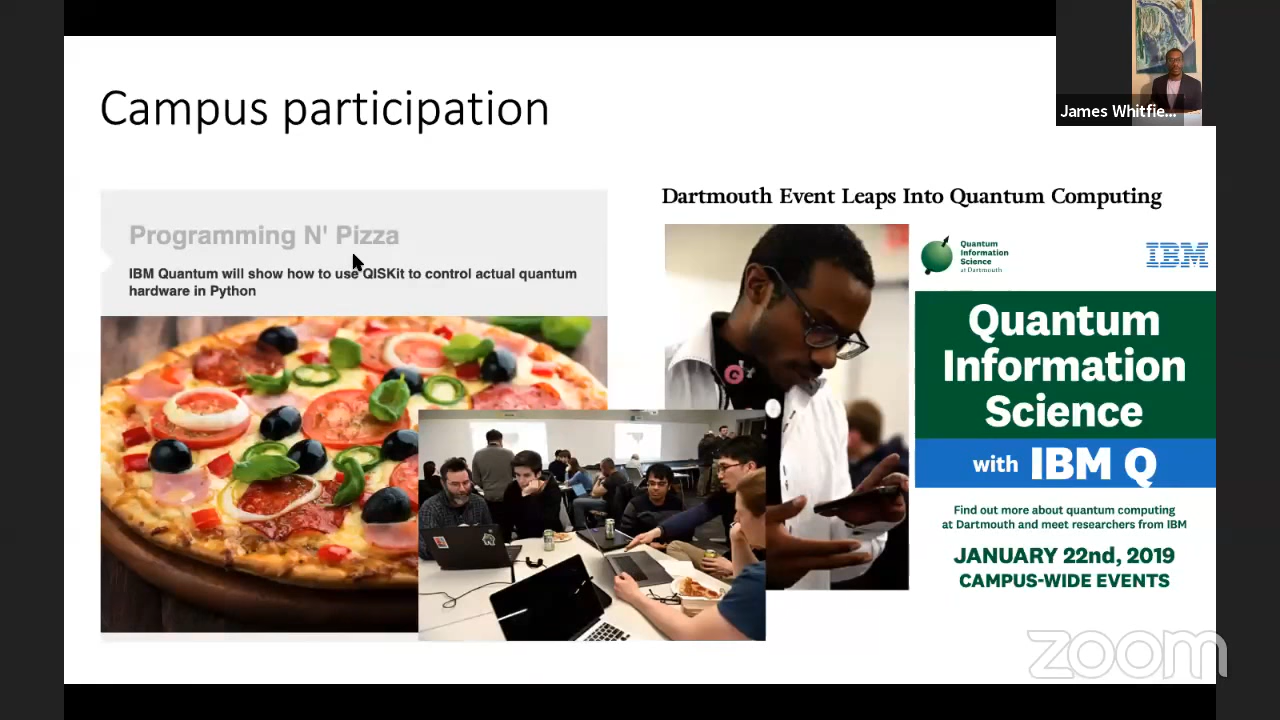 Campus participation
James Whitfie...
Programming N' Pizza
IBM Quantum will show how to use QISKit to control actual quantum
hardware in Python
Dartmouth Event Leaps Into Quantum Computing
Quantum
Information
Science
at Dartmouth
IBM
Quantum
Information
Science
with IBM Q
Find out more about quantum computing
at Dartmouth and meet researchers from IBM
JANUARY 22nd, 2019
CAMPUS-WIDE EVENTS
zoom